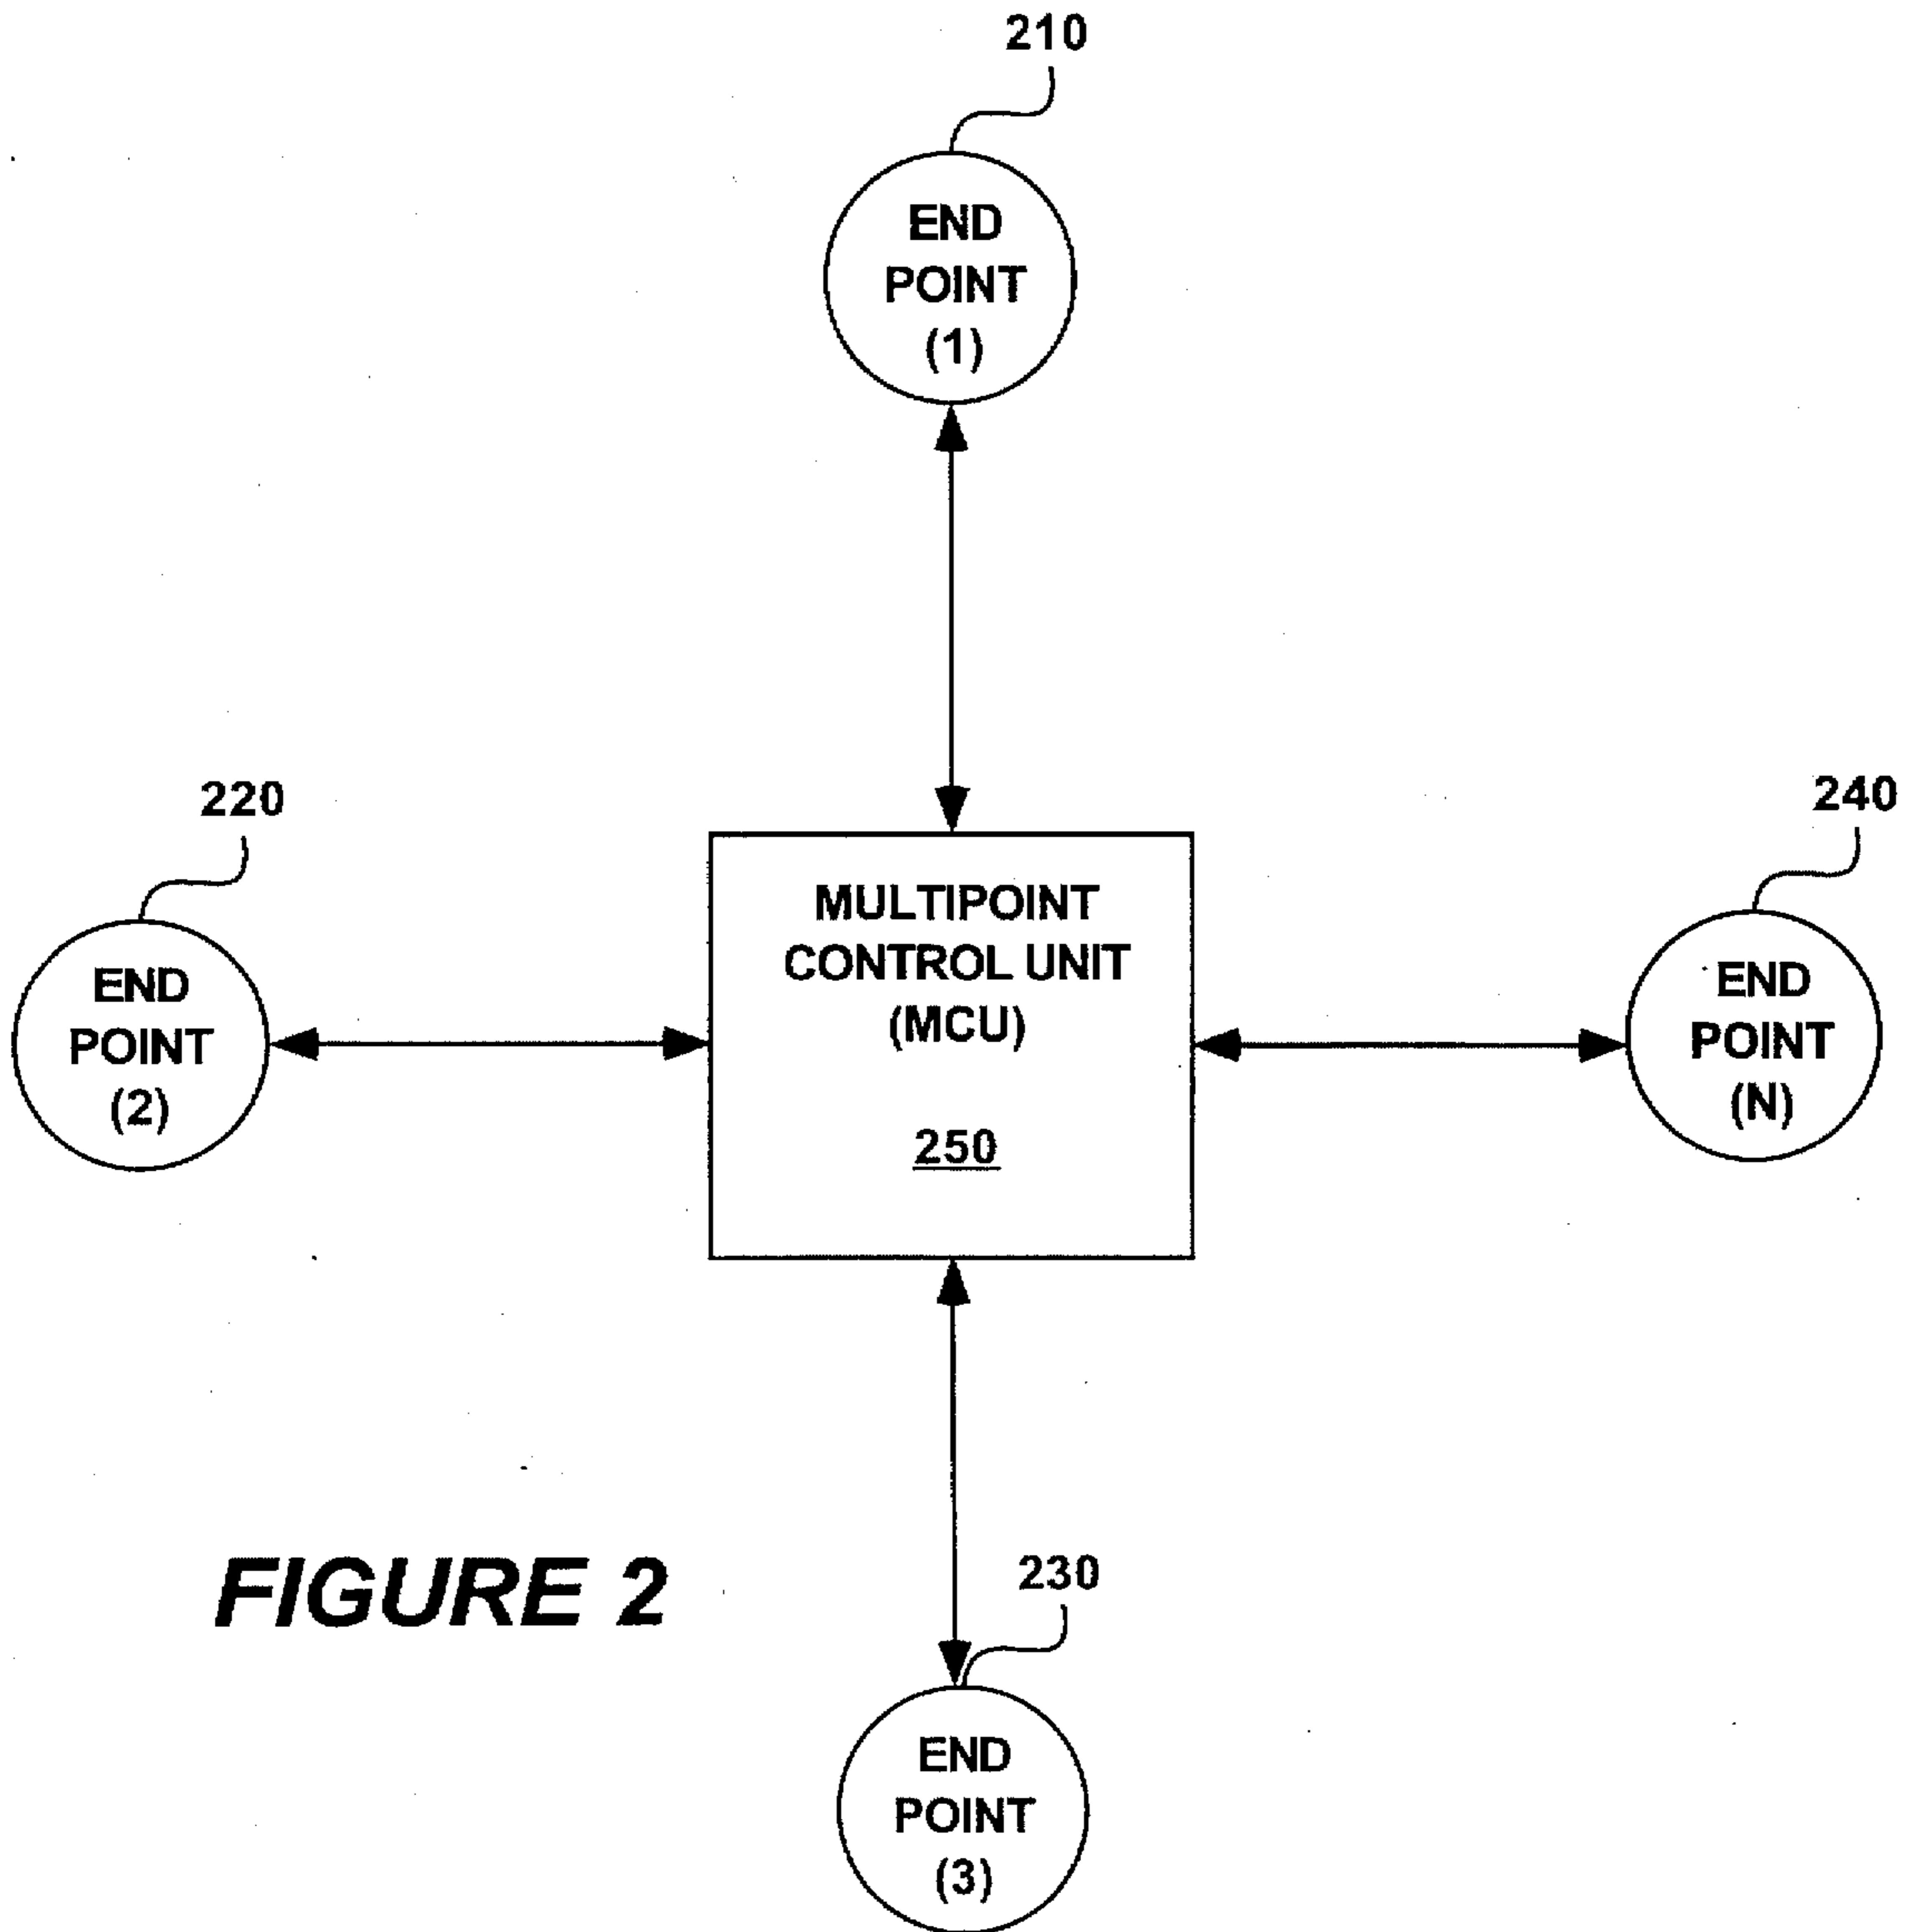 210
END
POINT
(1)
220
END
POINT
(2)
MULTIPOINT
CONTROL UNIT
(MCU)
250
240
END
POINT
(N)
FIGURE 2
230
END
POINT
(3)